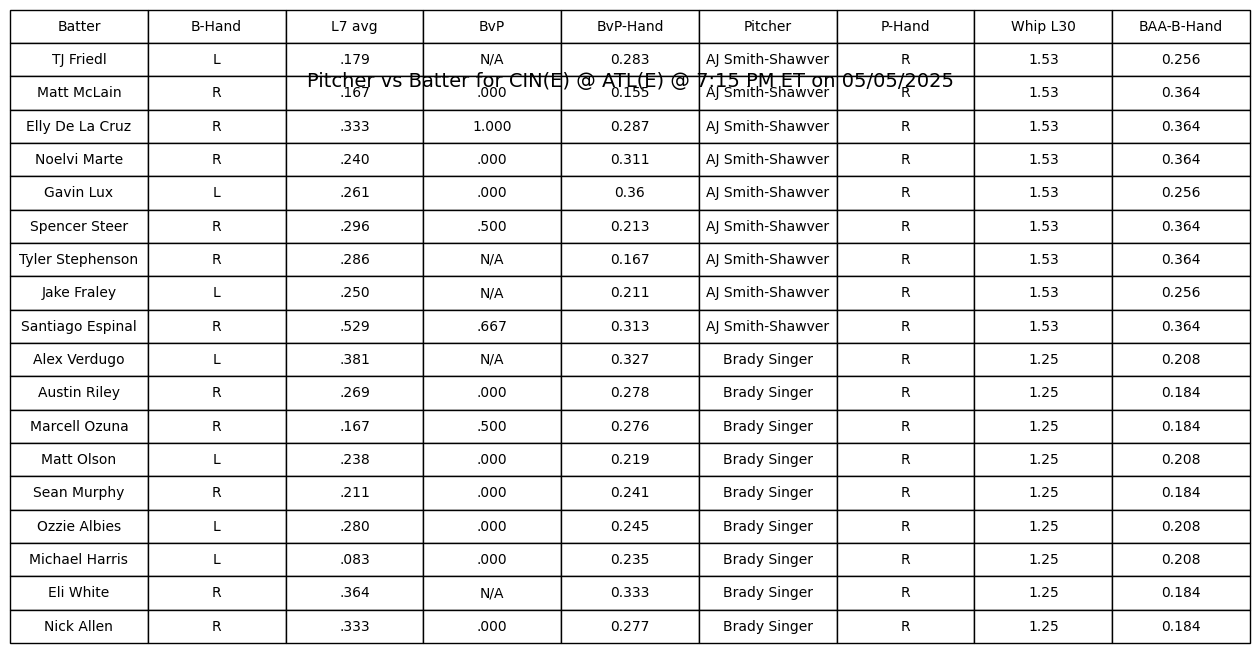 Batter B-Hand L7 avg BvP BvP-Hand Pitcher P-Hand Whip L30 BAA-B-Hand
TJ Friedl L .179 N/A 0.283 AJ Smith-Shawver R 1.53 0.256
Pitcher vs Batter for CIN(E) @ ATL(E) @ 7:15 PM ET on 05/05/2025
Matt McLain R .167 .000 0.155 AJ Smith-Shawver R 1.53 0.364
Elly De La Cruz R .333 1.000 0.287 AJ Smith-Shawver R 1.53 0.364
Noelvi Marte R .240 .000 0.311 AJ Smith-Shawver R 1.53 0.364
Gavin Lux L .261 .000 0.36 AJ Smith-Shawver R 1.53 0.256
Spencer Steer R .296 .500 0.213 AJ Smith-Shawver R 1.53 0.364
Tyler Stephenson R .286 N/A 0.167 AJ Smith-Shawver R 1.53 0.364
Jake Fraley L .250 N/A 0.211 AJ Smith-Shawver R 1.53 0.256
Santiago Espinal R .529 .667 0.313 AJ Smith-Shawver R 1.53 0.364
Alex Verdugo L .381 N/A 0.327 Brady Singer R 1.25 0.208
Austin Riley R .269 .000 0.278 Brady Singer R 1.25 0.184
Marcell Ozuna R .167 .500 0.276 Brady Singer R 1.25 0.184
Matt Olson L .238 .000 0.219 Brady Singer R 1.25 0.208
Sean Murphy R .211 .000 0.241 Brady Singer R 1.25 0.184
Ozzie Albies L .280 .000 0.245 Brady Singer R 1.25 0.208
Michael Harris L .083 .000 0.235 Brady Singer R 1.25 0.208
Eli White R .364 N/A 0.333 Brady Singer R 1.25 0.184
Nick Allen R .333 .000 0.277 Brady Singer R 1.25 0.184